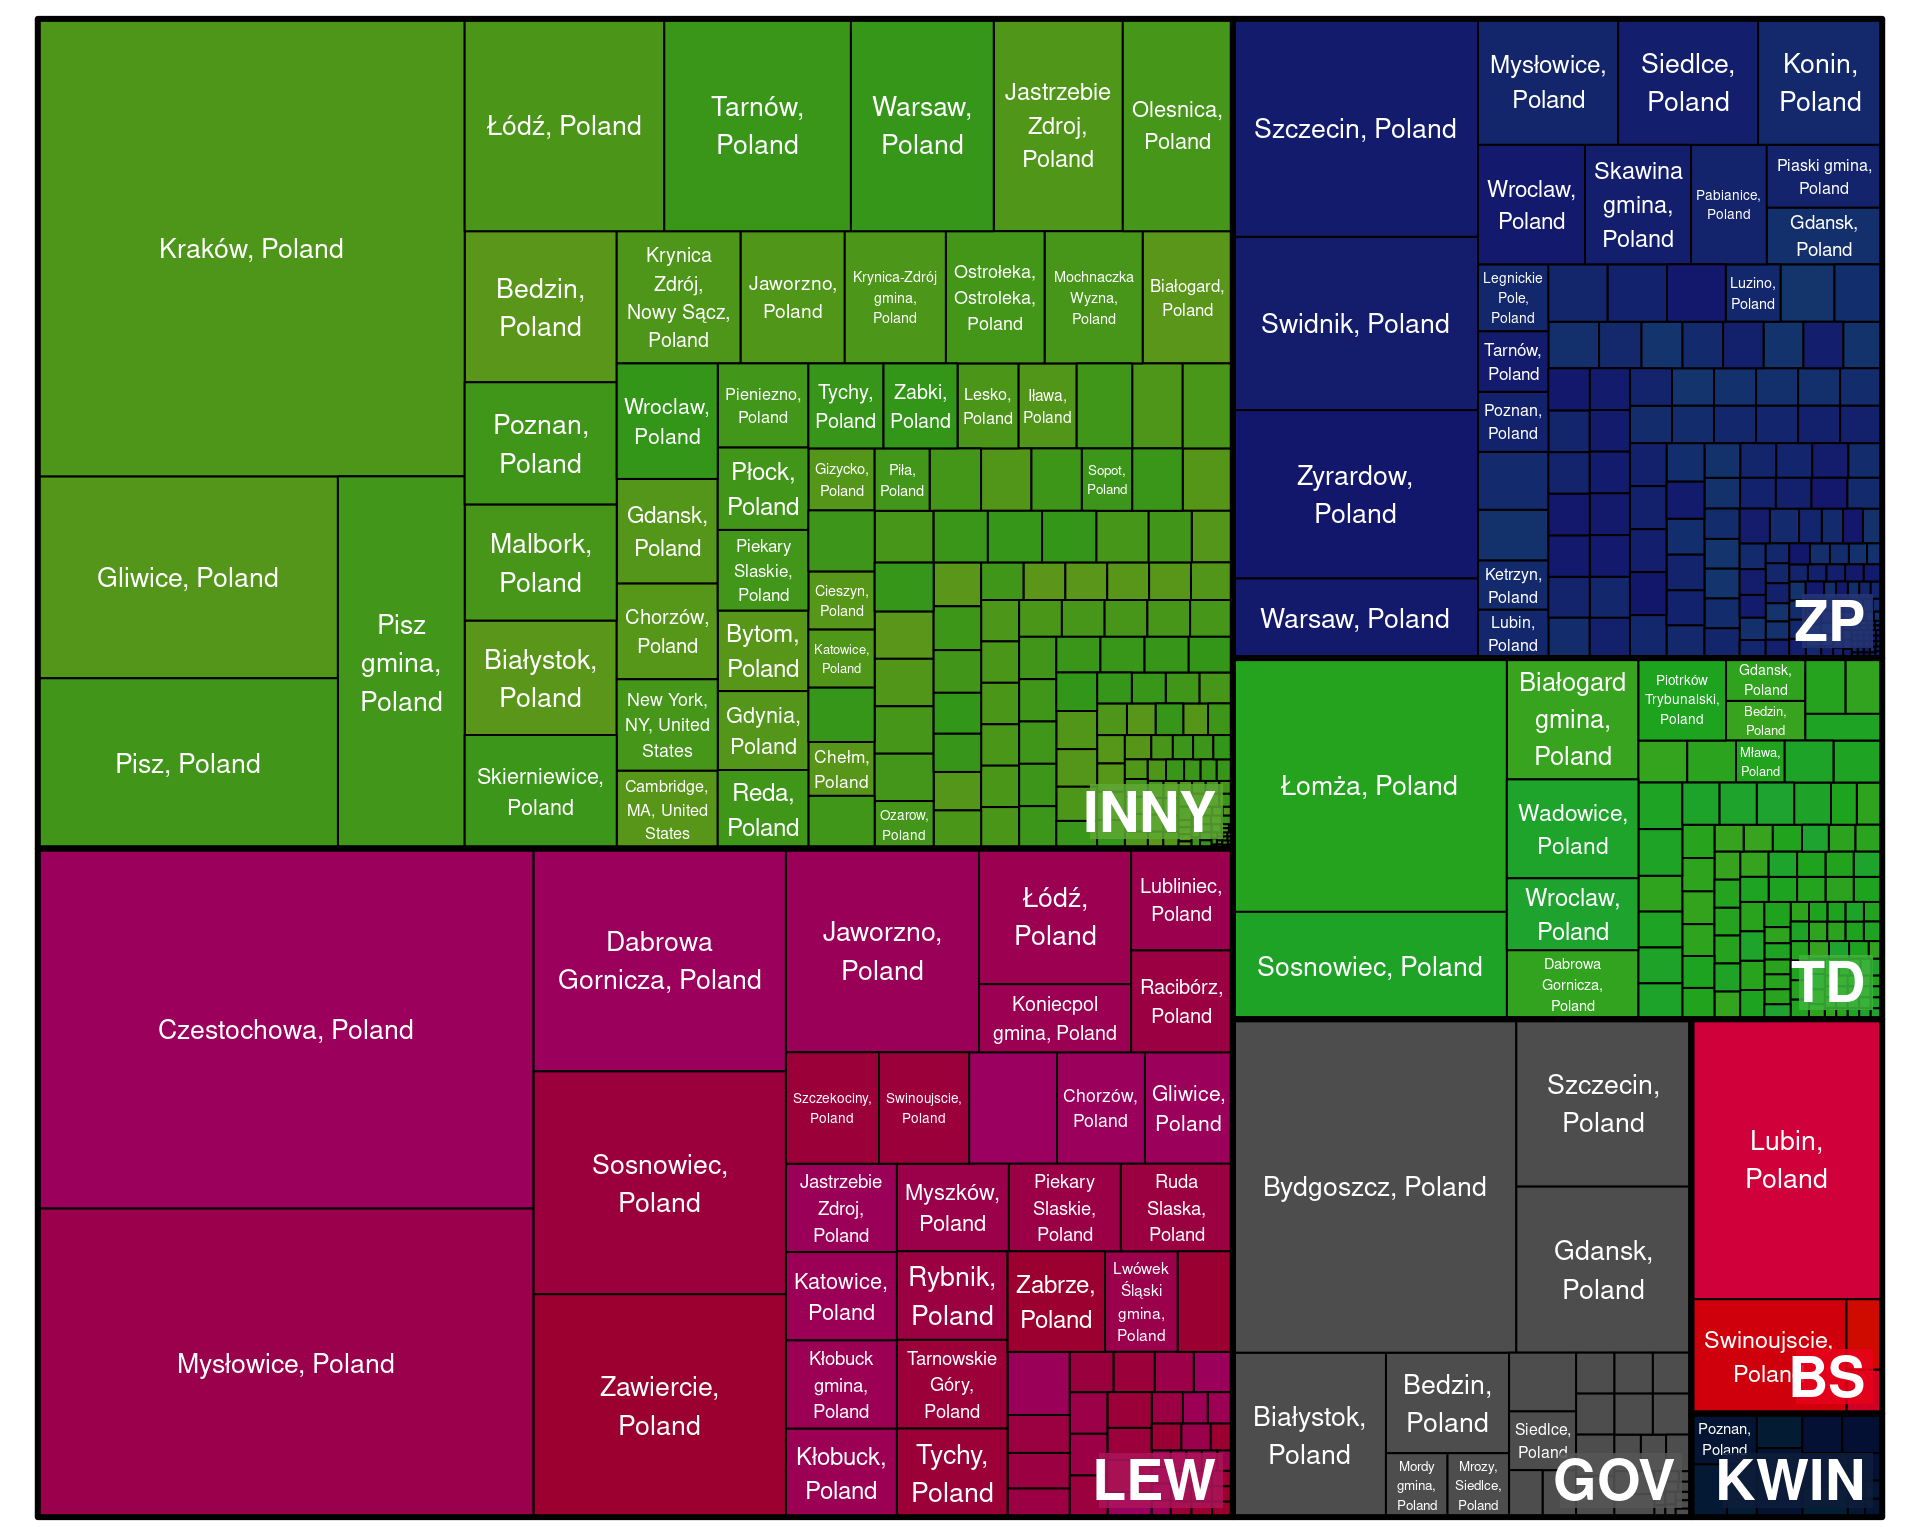 Kraków, Poland
Gliwice, Poland
Pisz, Poland
Pisz
gmina,
Poland
Łódź, Poland
Tarnów,
Poland
Warsaw,
Poland
Jastrzebie
Zdroj,
Poland
Olesnica,
Poland
Bedzin,
Poland
Poznan,
Poland
Malbork,
Poland
Białystok,
Poland
Skierniewice,
Poland
Krynica
Zdrój,
Nowy Sącz,
Poland
Jaworzno,
Poland
Krynica-Zdrój
gmina,
Poland
Ostrołeka,
Ostroleka,
Poland
Mochnaczka
Wyzna,
Poland
Białogard,
Poland
Wroclaw,
Poland
Gdansk,
Poland
Chorzów,
Poland
New York,
NY, United
States
Cambridge,
MA, United
States
Pieniezno,
Poland
Płock,
Poland
Piekary
Slaskie,
Poland
Bytom,
Poland
Gdynia,
Poland
Reda,
Poland
Tychy,
Poland
Zabki,
Poland
Lesko,
Poland
Iława,
Poland
Gizycko,
Poland
Piła,
Poland
Sopot,
Poland
Cieszyn,
Poland
Katowice,
Poland
Chełm,
Poland
Ozarow,
Poland
INNY
Szczecin, Poland
Swidnik, Poland
Zyrardow,
Poland
Warsaw, Poland
Mysłowice,
Poland
Siedlce,
Poland
Konin,
Poland
Wroclaw,
Poland
Skawina
gmina,
Poland
Pabianice,
Poland
Piaski gmina,
Poland
Gdansk,
Poland
Legnickie
Pole,
Poland
Luzino,
Poland
Tarnów,
Poland
Poznan,
Poland
Ketrzyn,
Poland
Lubin,
Poland
ZP
Łomża, Poland
Sosnowiec, Poland
Białogard
gmina,
Poland
Wadowice,
Poland
Wroclaw,
Poland
Dabrowa
Gornicza,
Poland
Piotrków
Trybunalski,
Poland
Gdansk,
Poland
Bedzin,
Poland
Mława,
Poland
TD
Czestochowa, Poland
Mysłowice, Poland
Dabrowa
Gornicza, Poland
Sosnowiec,
Poland
Zawiercie,
Poland
Jaworzno,
Poland
Łódź,
Poland
Koniecpol
gmina, Poland
Lubliniec,
Poland
Racibórz,
Poland
Szczekociny,
Poland
Swinoujscie,
Poland
Chorzów,
Poland
Gliwice,
Poland
Jastrzebie
Zdroj,
Poland
Myszków,
Poland
Piekary
Slaskie,
Poland
Ruda
Slaska,
Poland
Katowice,
Poland
Rybnik,
Poland
Zabrze,
Poland
Lwówek
Śląski
gmina,
Poland
Kłobuck
gmina,
Poland
Tarnowskie
Góry,
Poland
Kłobuck,
Poland
Tychy,
Poland
LEW
Bydgoszcz, Poland
Szczecin,
Poland
Gdansk,
Poland
Białystok,
Poland
Bedzin,
Poland
Mordy
gmina,
Poland
Mrozy,
Siedlce,
Poland
Siedlce,
Poland
GOV
Lubin,
Poland
Swinoujscie,
Poland
BS
Poznan,
Poland
KWIN